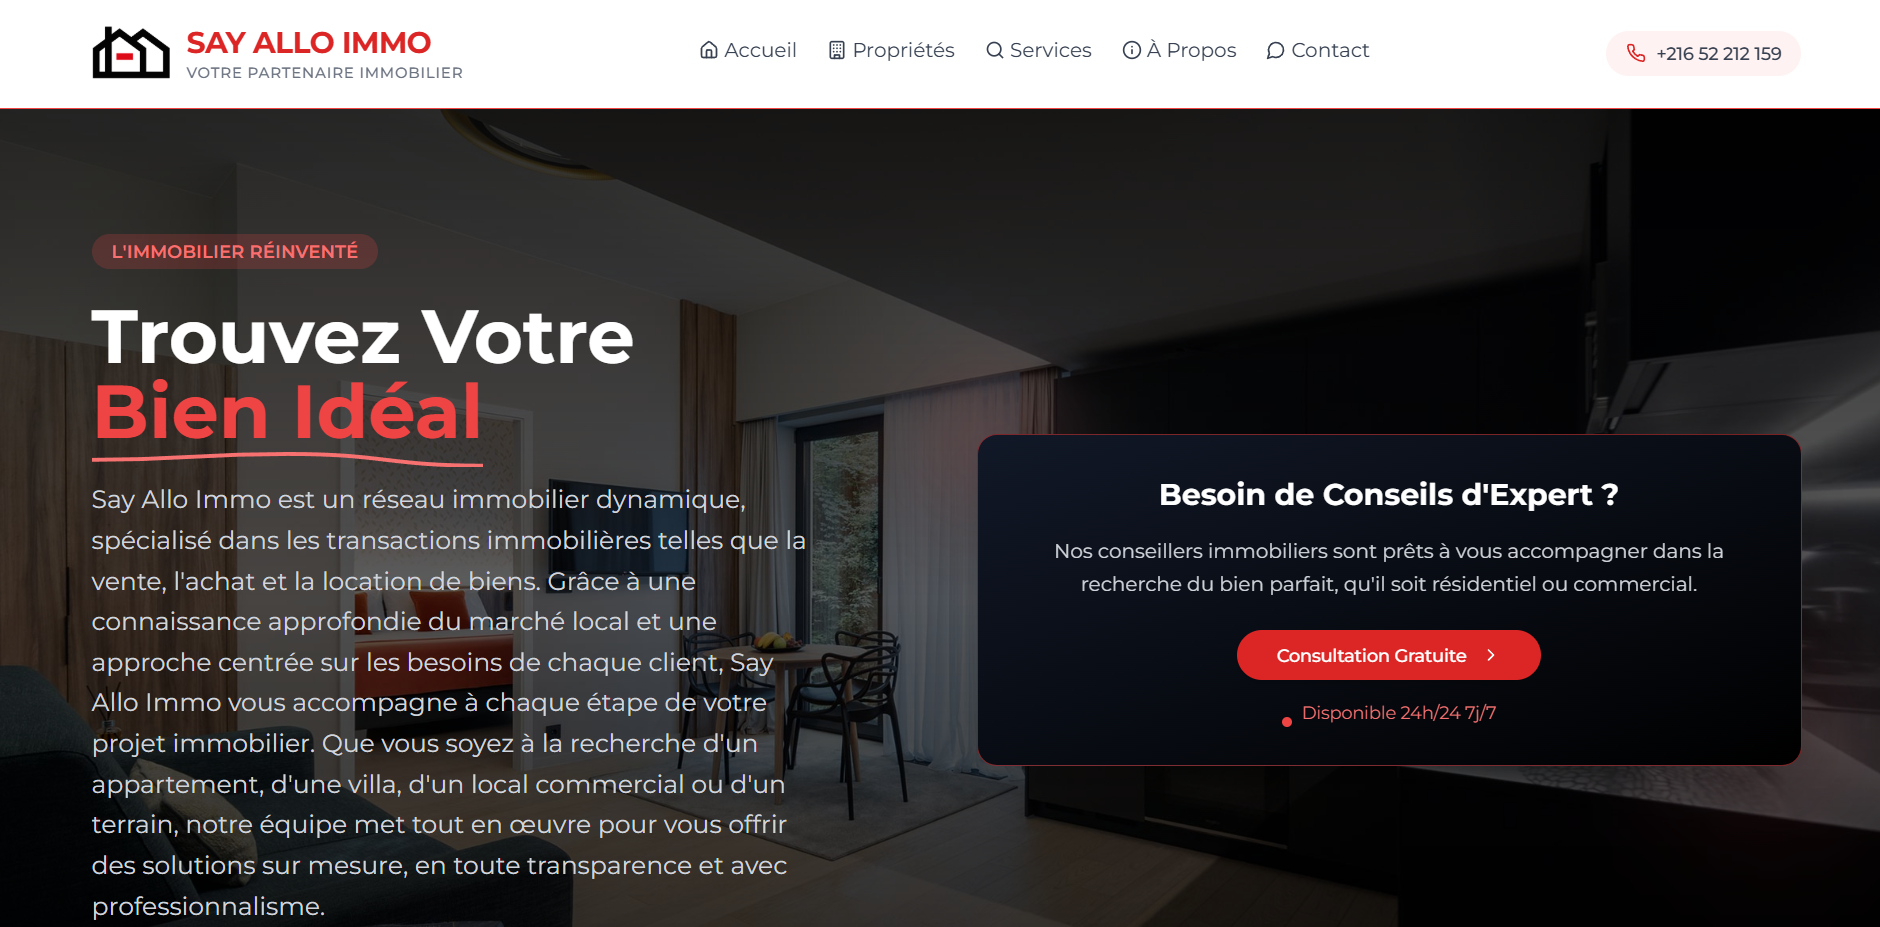 SAY ALLO IMMO
VOTRE PARTENAIRE IMMOBILIER
Accueil
Propriétés
Services
À Propos
Contact
+216 52 212 159
L'IMMOBILIER RÉINVENTÉ
Trouvez Votre
Bien Idéal
Say Allo Immo est un réseau immobilier dynamique,
spécialisé dans les transactions immobilières telles que la
vente, l'achat et la location de biens. Grâce à une
connaissance approfondie du marché local et une
approche centrée sur les besoins de chaque client, Say
Allo Immo vous accompagne à chaque étape de votre
projet immobilier. Que vous soyez à la recherche d'un
appartement, d'une villa, d'un local commercial ou d'un
terrain, notre équipe met tout en œuvre pour vous offrir
des solutions sur mesure, en toute transparence et avec
professionnalisme.
Besoin de Conseils d'Expert ?
Nos conseillers immobiliers sont prêts à vous accompagner dans la
recherche du bien parfait, qu'il soit résidentiel ou commercial.
Consultation Gratuite
Disponible 24h/24 7j/7